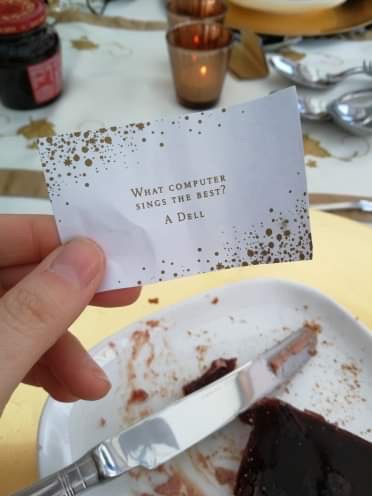 What computer
sings the best?
A Dell